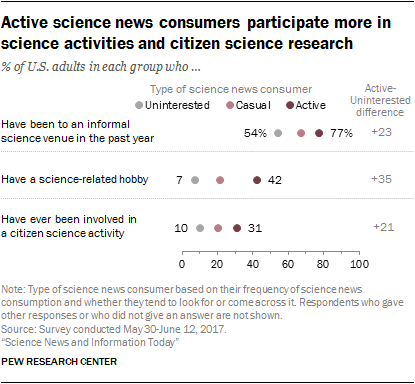 Active science news consumers participate more in
science activities and citizen science research
% of U.S. adults in each group who ...
Type of science news consumer
Uninterested Casual Active
Active-
Uninterested
difference
Have been to an informal
science venue in the past year
54% 77% +23
Have a science-related hobby 7 42 +35
Have ever been involved in
a citizen science activity
10 31 +21
0 20 40 60 80 100
Note: Type of science news consumer based on their frequency of science news
consumption and whether they tend to look for or come across it. Respondents who gave
other responses or who did not give an answer are not shown.
Source: Survey conducted May 30-June 12, 2017.
“Science News and Information Today”
PEW RESEARCH CENTER